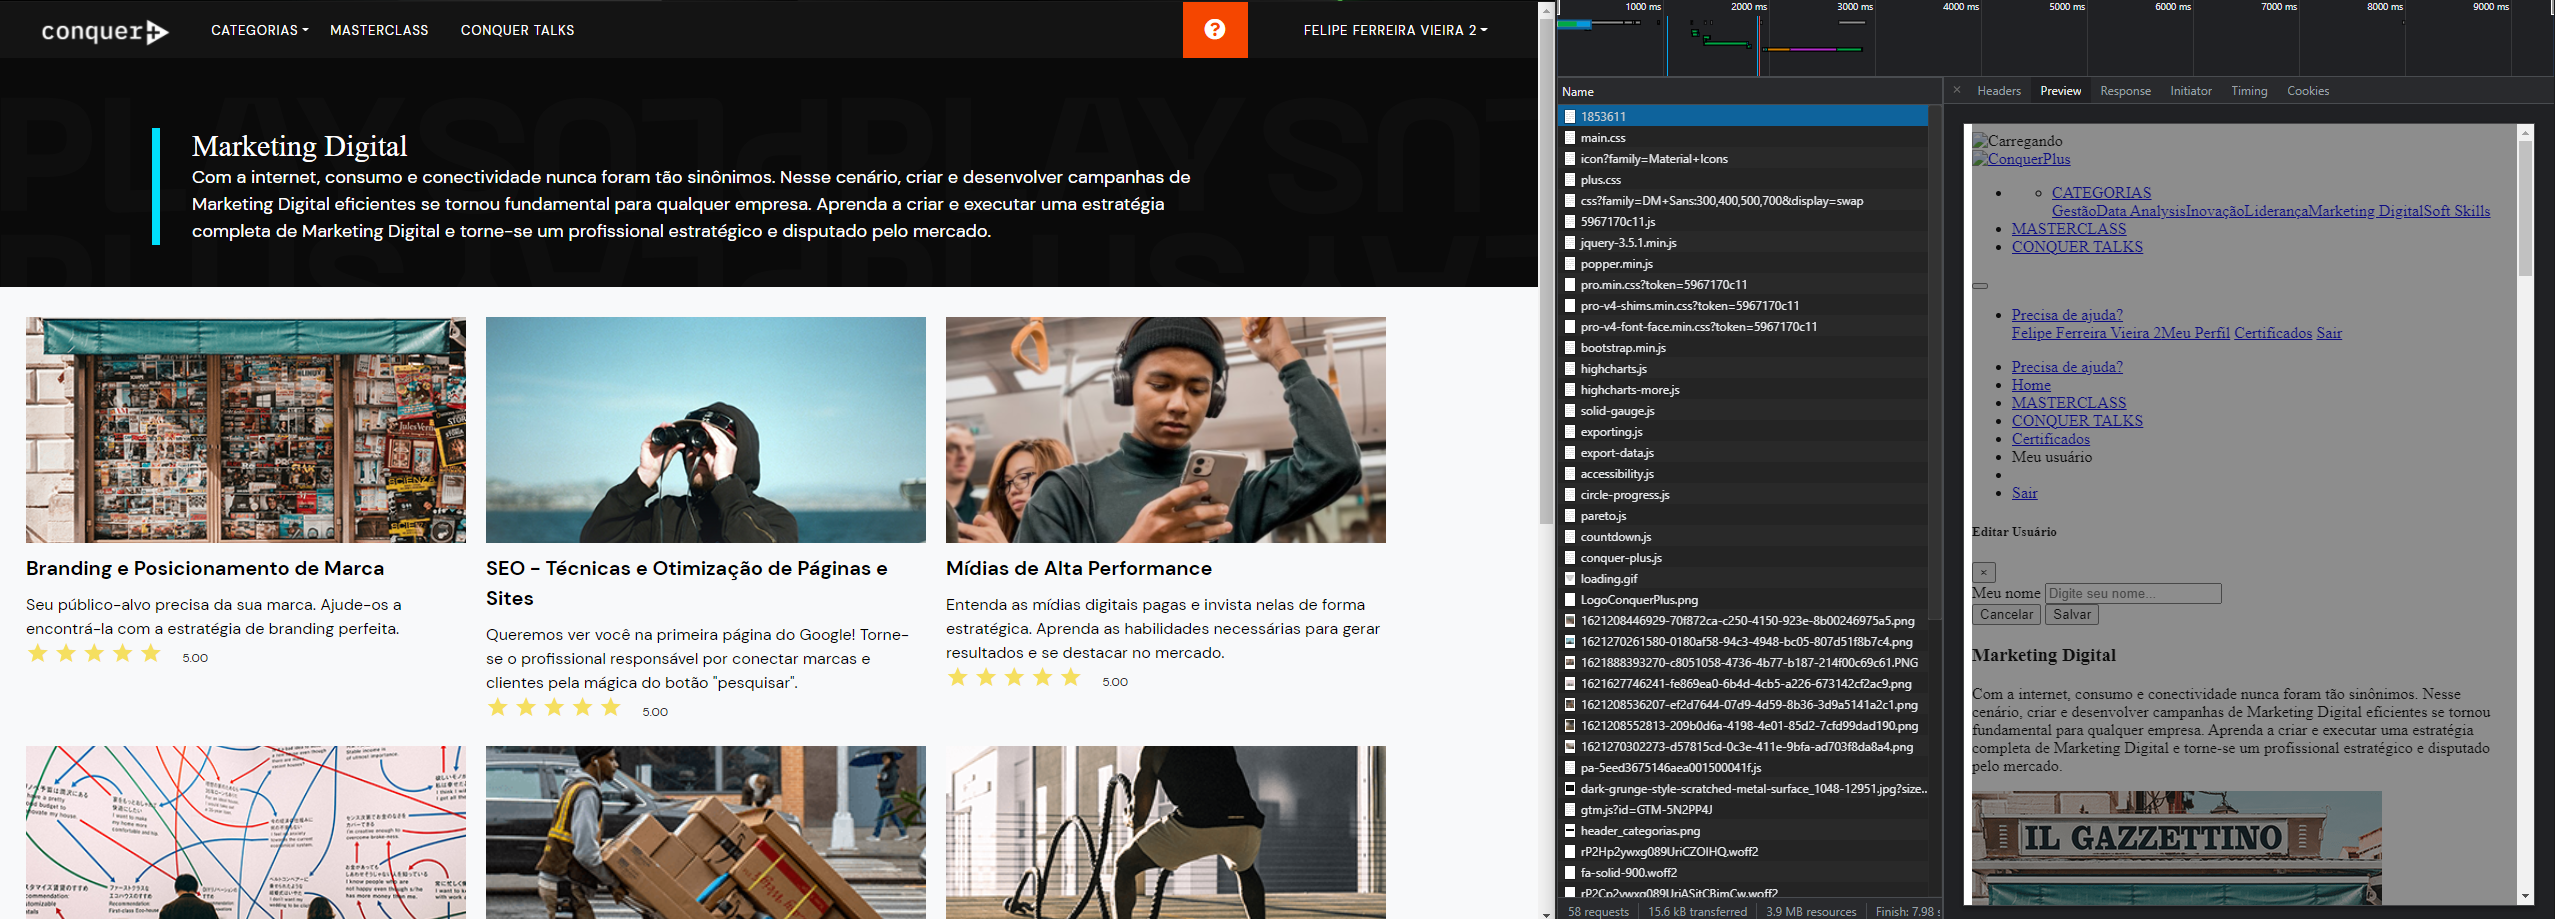 conquer+
CATEGORIAS
MASTERCLASS
CONQUER TALKS
?
FELIPE FERREIRA VIEIRA 2
Marketing Digital
Com a internet, consumo e conectividade nunca foram tão sinônimos. Nesse cenário, criar e desenvolver campanhas de
Marketing Digital eficientes se tornou fundamental para qualquer empresa. Aprenda a criar e executar uma estratégia
completa de Marketing Digital e torne-se um profissional estratégico e disputado pelo mercado.
Branding e Posicionamento de Marca
Seu público-alvo precisa da sua marca. Ajude-os a
encontrá-la com a estratégia de branding perfeita.
5.00
SEO - Técnicas e Otimização de Páginas e
Sites
Queremos ver você na primeira página do Google! Torne-
se o profissional responsável por conectar marcas e
clientes pela mágica do botão "pesquisar".
5.00
Mídias de Alta Performance
Entenda as mídias digitais pagas e invista nelas de forma
estratégica. Aprenda as habilidades necessárias para gerar
resultados e se destacar no mercado.
5.00
1000 ms
2000 ms
3000 ms
4000 ms
5000 ms
6000 ms
7000 ms
8000 ms
9000 ms
Name
1853611
main.css
icon?family=Material+Icons
plus.css
css?family=DM+Sans:300,400,500,700&display=swap
5967170c11.js
jquery-3.5.1.min.js
popper.min.js
pro.min.css?token=5967170c11
pro-v4-shims.min.css?token=5967170c11
pro-v4-font-face.min.css?token=5967170c11
bootstrap.min.js
highcharts.js
highcharts-more.js
solid-gauge.js
exporting.js
export-data.js
accessibility.js
circle-progress.js
pareto.js
countdown.js
conquer-plus.js
loading.gif
LogoConquerPlus.png
1621208446929-70f872ca-c250-4150-923e-8b00246975a5.png
1621270261580-0180af58-94c3-4948-bc05-807d51f8b7c4.png
1621888393270-c8051058-4736-4b77-b187-214f00c69c61.PNG
1621627746241-fe869ea0-6b4d-4cb5-a226-673142cf2ac9.png
1621208536207-ef2d7644-07d9-4d59-8b36-3d9a5141a2c1.png
1621208552813-209b0d6a-4198-4e01-85d2-7cfd99dad190.png
1621270302273-d57815cd-0c3e-411e-9bfa-ad703f8da8a4.png
pa-5eed3675146aea001500041f.js
dark-grunge-style-scratched-metal-surface_1048-12951.jpg?size...
gtm.js?id=GTM-5N2PP4J
header_categorias.png
rP2Hp2ywxg089UriCZOIHQ.woff2
fa-solid-900.woff2
rP2Cp2ywxg089UriASitCBimCw.woff2
58 requests
15.6 kB transferred
3.9 MB resources
Finish: 7.98 s
Headers
Preview
Response
Initiator
Timing
Cookies
Carregando
ConquerPlus
CATEGORIAS
GestãoData AnalysisInovaçãoLiderançaMarketing DigitalSoft Skills
MASTERCLASS
CONQUER TALKS
Precisa de ajuda?
Felipe Ferreira Vieira 2Meu Perfil Certificados Sair
Precisa de ajuda?
Home
MASTERCLASS
CONQUER TALKS
Certificados
Meu usuário
Sair
Editar Usuário
×
Meu nome Digite seu nome...
Cancelar Salvar
Marketing Digital
Com a internet, consumo e conectividade nunca foram tão sinônimos. Nesse
cenário, criar e desenvolver campanhas de Marketing Digital eficientes se tornou
fundamental para qualquer empresa. Aprenda a criar e executar uma estratégia
completa de Marketing Digital e torne-se um profissional estratégico e disputado
pelo mercado.
IL GAZZETTINO